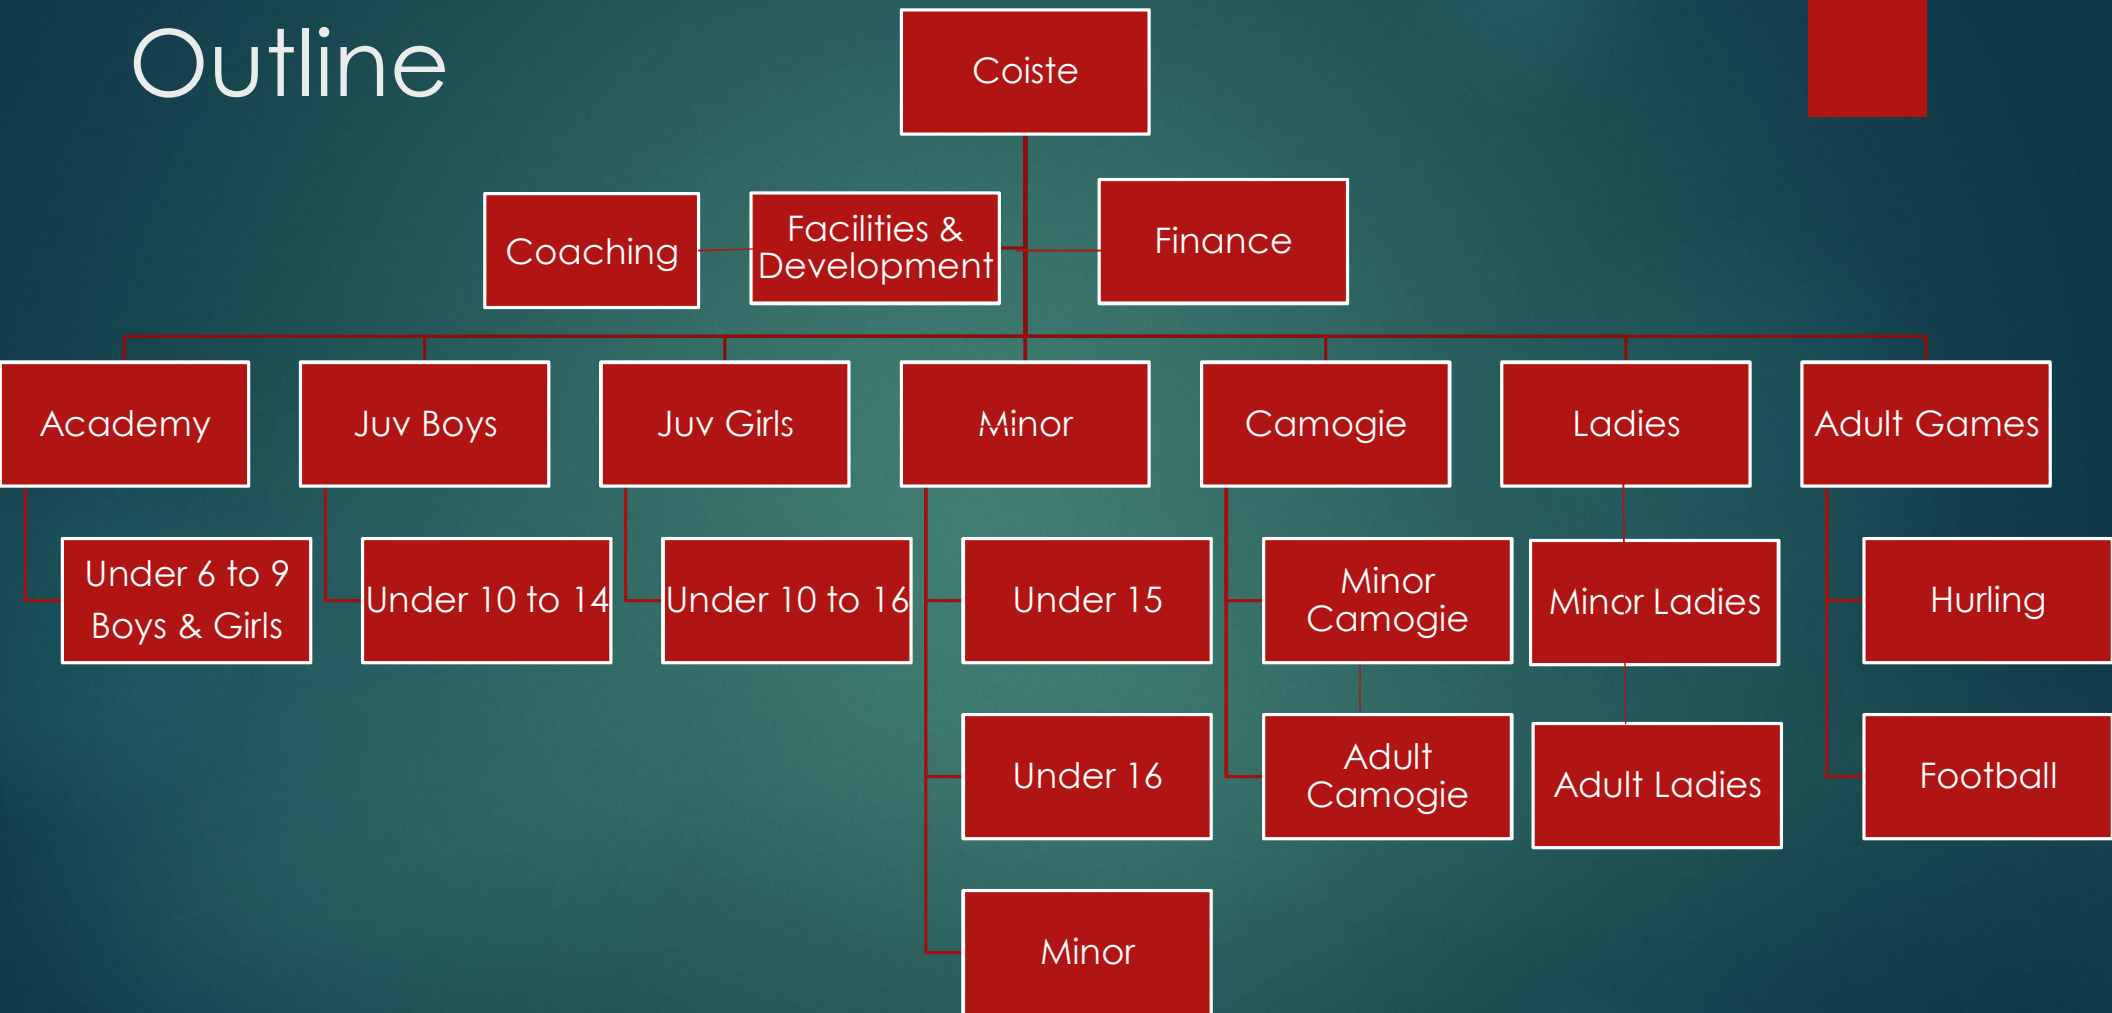 Outline
Coiste
Coaching
Facilities &
Development
Finance
Academy
Juv Boys
Juv Girls
Minor
Camogie
Ladies
Adult Games
Under 6 to 9
Boys & Girls
Under 10 to 14
Under 10 to 16
Under 15
Minor
Camogie
Minor Ladies
Hurling
Under 16
Adult
Camogie
Adult Ladies
Football
Minor